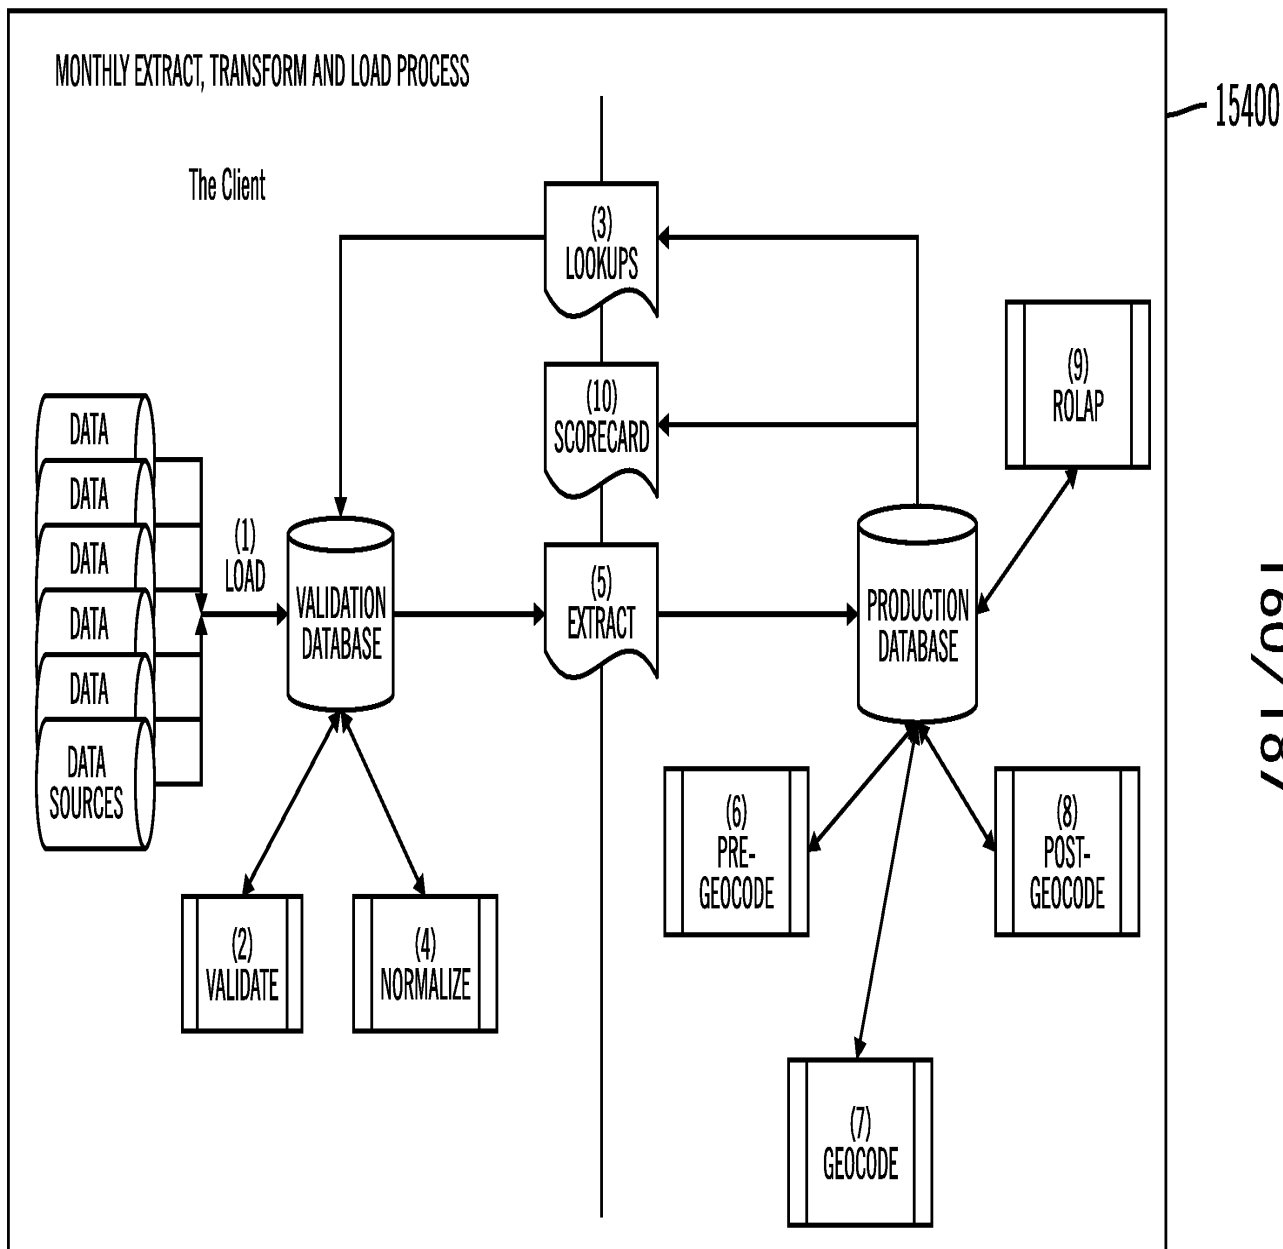 MONTHLY EXTRACT, TRANSFORM AND LOAD PROCESS
15400
The Client
(3)
LOOKUPS
(10)
SCORECARD
(9)
ROLAP
DATA
DATA
DATA
DATA
DATA
DATA
SOURCES
(1)
LOAD
VALIDATION
DATABASE
(5)
EXTRACT
PRODUCTION
DATABASE
(2)
VALIDATE
(4)
NORMALIZE
(6)
PRE-
GEOCODE
(8)
POST-
GEOCODE
(7)
GEOCODE
180/187